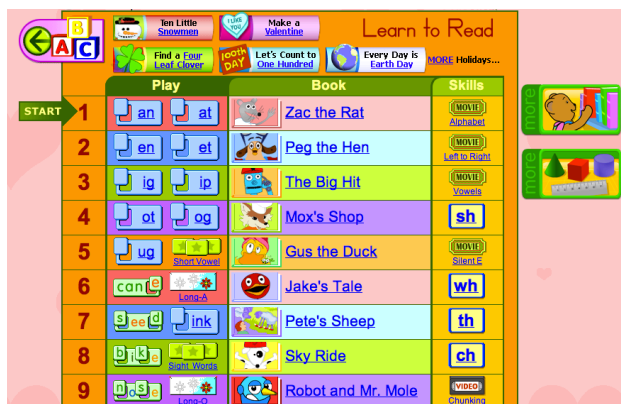 A B C
Ten Little
Snowmen
I LIKE
YOU
Make a
Valentine
Learn to Read
Find a Four
Leaf Clover
100th
DAY
Let's Count to
One Hundred
Every Day is
Earth Day
MORE Holidays...
Play Book Skills
START
1 an at Zac the Rat MOVIE
Alphabet
2 en et Peg the Hen MOVIE
Left to Right
3 ig ip The Big Hit MOVIE
Vowels
4 ot og Mox's Shop sh
5 ug Short Vowel Gus the Duck MOVIE
Silent E
6 cane Long-A Jake's Tale wh
7 seed ink Pete's Sheep th
8 bike Sight Words Sky Ride ch
9 nose Long-O Robot and Mr. Mole VIDEO
Chunking
more
more